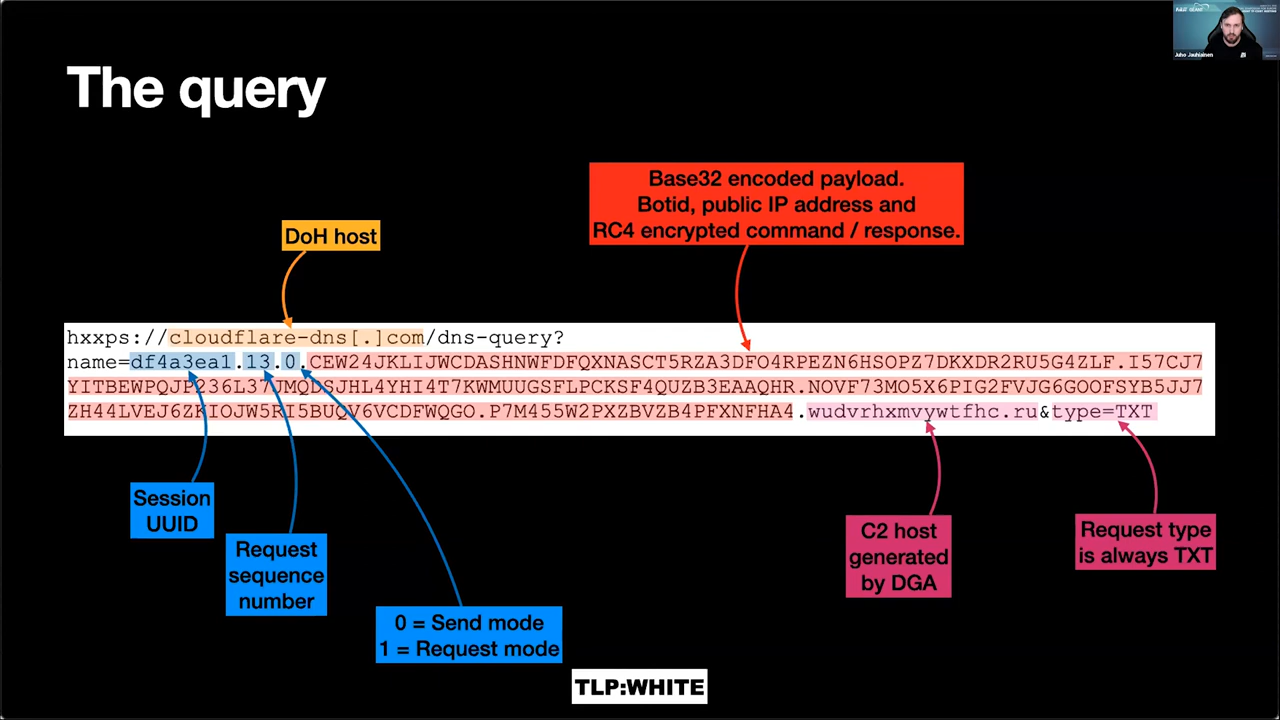 Juho Jauhiainen
The query
Base32 encoded payload.
Botid, public IP address and
RC4 encrypted command / response.
DoH host
hxxps://cloudflare-dns[.]com/dns-query?
name=df4a3ea1.13.0.CEW24JKLIJWCDASHNWFDFQXNASCT5RZA3DFO4RPEZN6HSOPZ7DKXDR2RU5G4ZLF.I57CJ7
YITBEWPQJP236L37JMQDSJHL4YHI4T7KWMUUGSFLPCKSF4QUZB3EAAQHR.NOVF73MO5X6PIG2FVJG6GOOFSYB5JJ7
ZH44LVEJ6ZKIOJW5RI5BUQV6VCDFWQGO.P7M455W2PXZBVZB4PFXNFHA4.wudvrhxmvywtfhc.ru&type=TXT
Session
UUID
Request
sequence
number
0 = Send mode
1 = Request mode
C2 host
generated
by DGA
Request type
is always TXT
TLP:WHITE